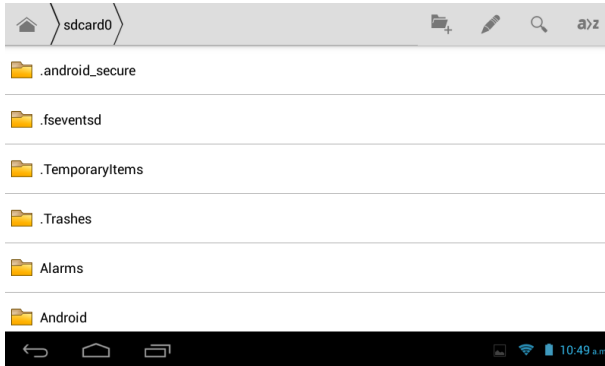 sdcard0
a›z
.android_secure
.fseventsd
.TemporaryItems
.Trashes
Alarms
Android
10:49 a.m